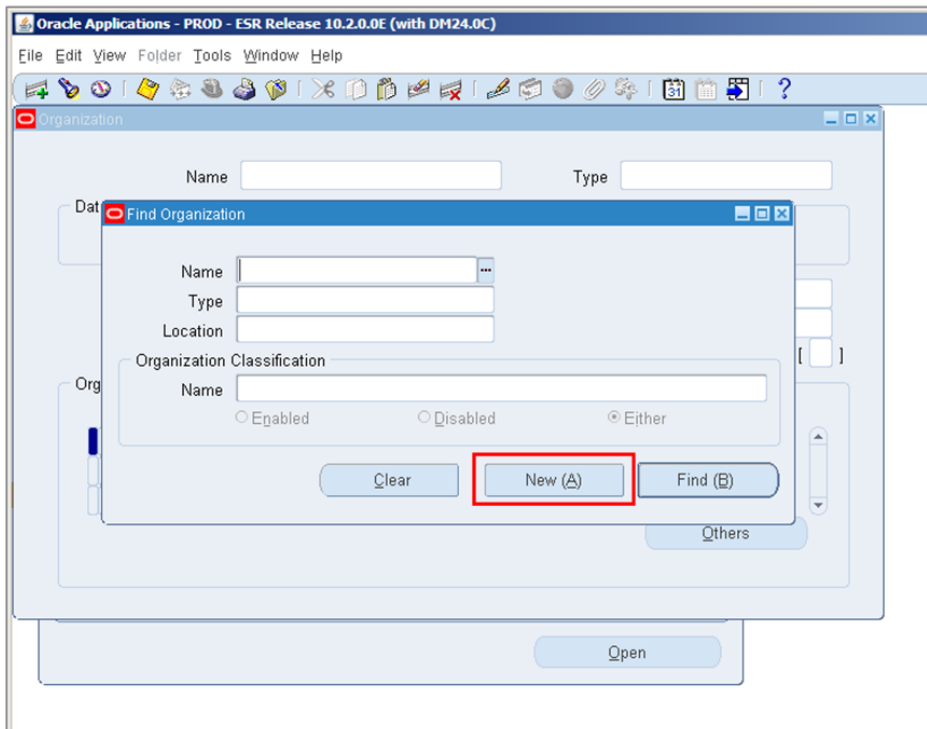 Oracle Applications - PROD - ESR Release 10.2.0.0E (with DM24.0C)
File Edit View Folder Tools Window Help
31
?
Organization
Name Type
Dat
Find Organization
Name
...
Type
Location
[ ]
Organization Classification
Org
Name
Enabled Disabled Either
Clear New (A) Find (B)
Others
Open